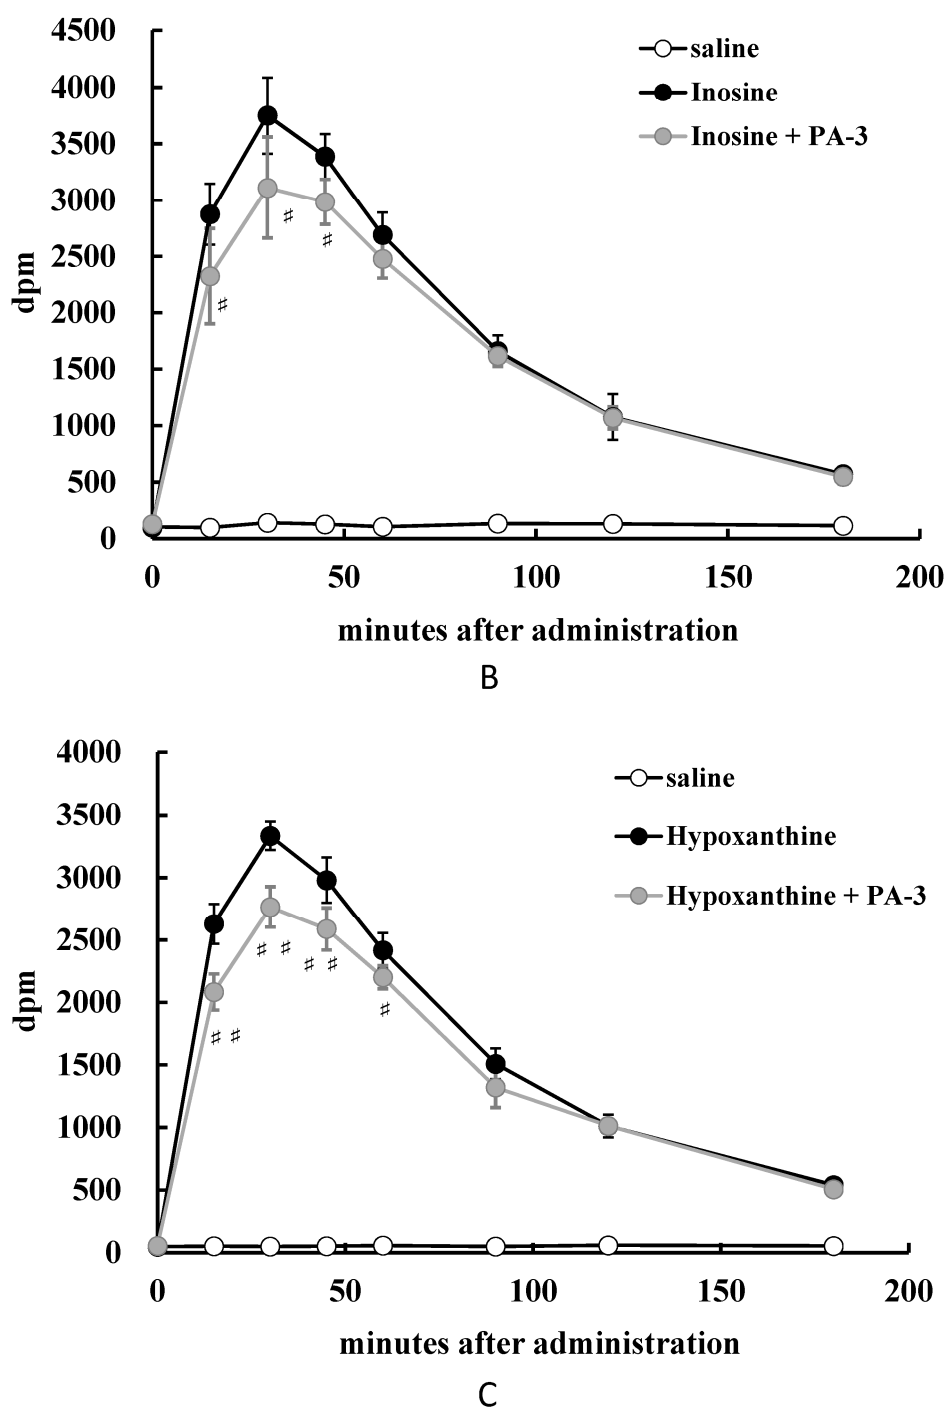 4500
4000
3500
3000
2500
2000
1500
1000
500
0
dpm
saline
Inosine
Inosine + PA-3
♯
♯
♯
0 50 100 150 200
minutes after administration
B
4000
3500
3000
2500
2000
1500
1000
500
0
dpm
saline
Hypoxanthine
Hypoxanthine + PA-3
♯ ♯
♯ ♯
♯ ♯
♯
0 50 100 150 200
minutes after administration
C